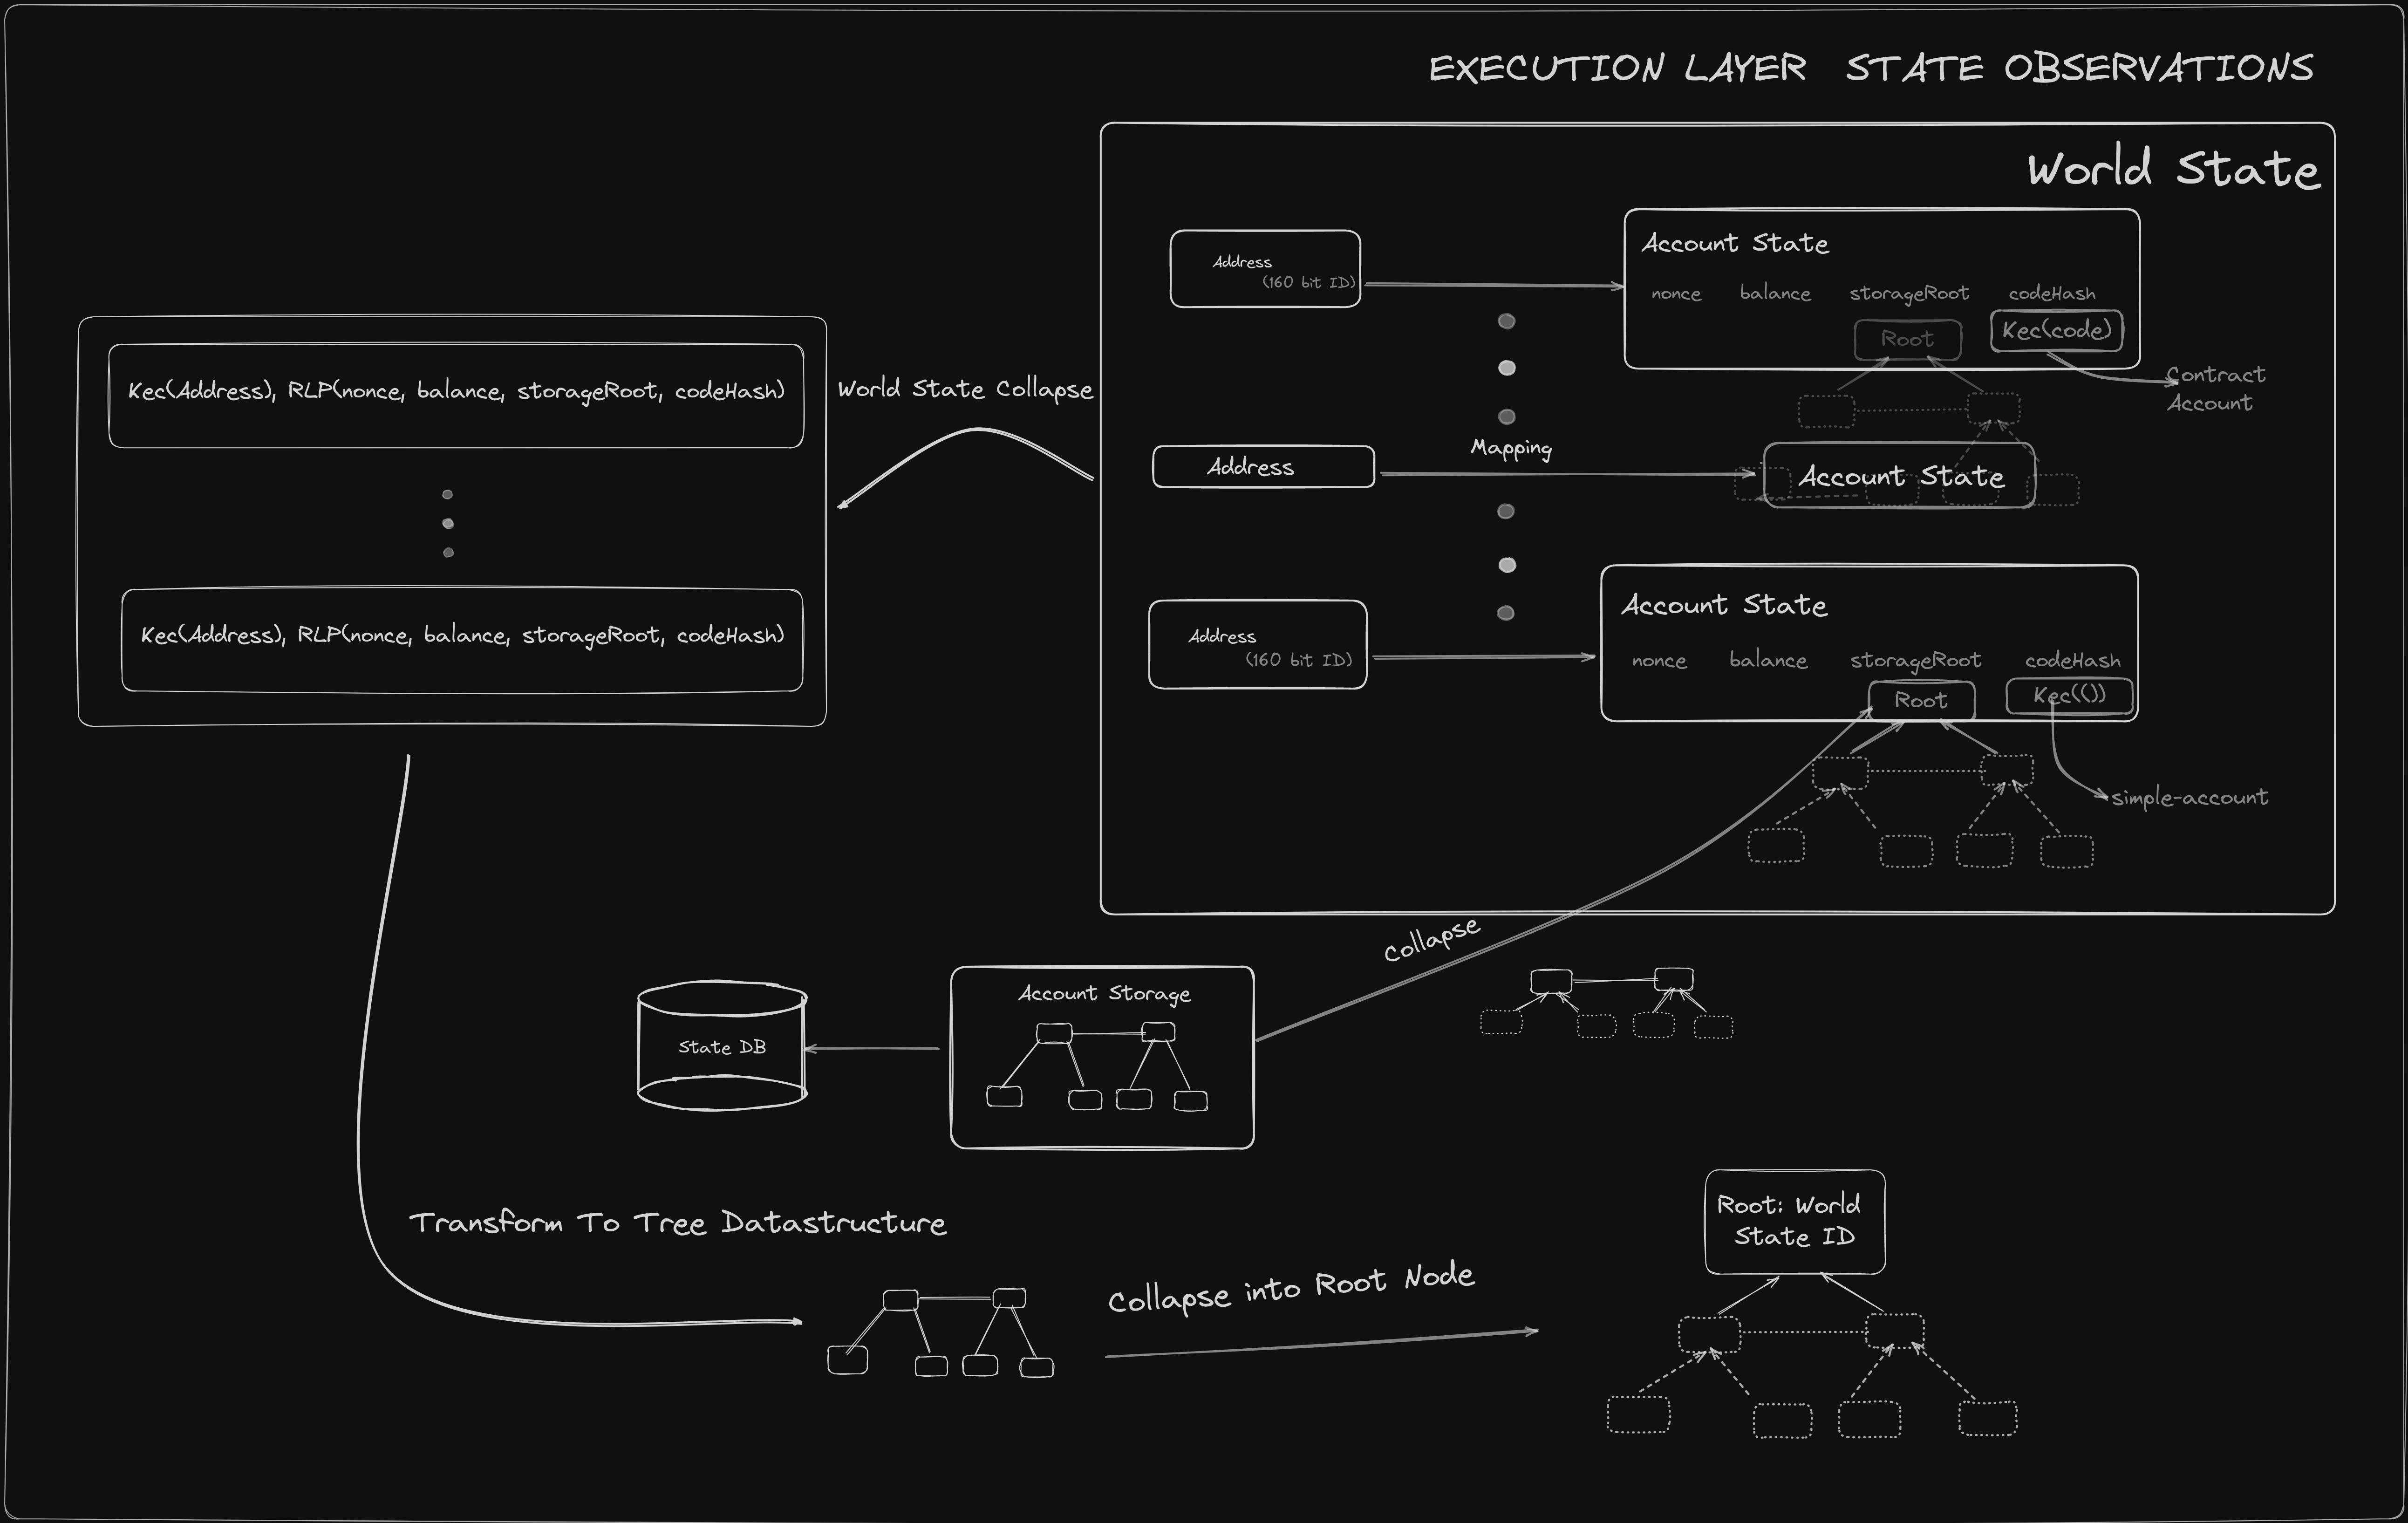 EXECUTION LAYER STATE OBSERVATIONS
World State
Address
(160 bit ID)
Account State
nonce balance storageRoot codeHash
Root
Kec(code)
Contract
Account
Mapping
Address
Account State
Address
(160 bit ID)
Account State
nonce balance storageRoot codeHash
Root
Kec(())
simple-account
World State Collapse
Kec(Address), RLP(nonce, balance, storageRoot, codeHash)
Kec(Address), RLP(nonce, balance, storageRoot, codeHash)
collapse
Account Storage
State DB
Transform To Tree Datastructure
Collapse into Root Node
Root: World
State ID